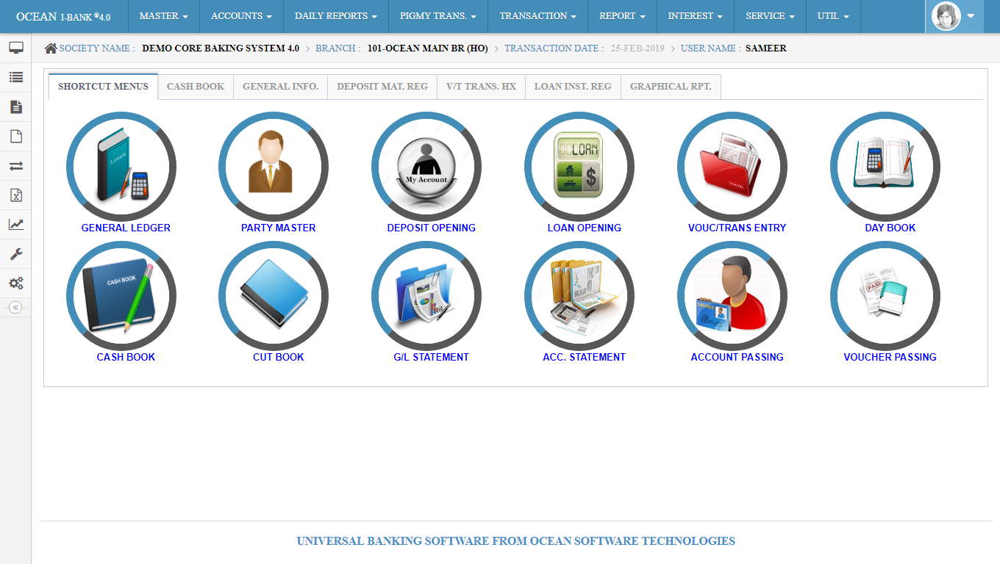 OCEAN I-BANK ®4.0 MASTER ACCOUNTS DAILY REPORTS PIGMY TRANS. TRANSACTION REPORT INTEREST SERVICE UTIL
SOCIETY NAME : DEMO CORE BAKING SYSTEM 4.0 > BRANCH : 101-OCEAN MAIN BR (HO) > TRANSACTION DATE : 25-FEB-2019 > USER NAME : SAMEER
SHORTCUT MENUS CASH BOOK GENERAL INFO. DEPOSIT MAT. REG V/T TRANS. HX LOAN INST. REG GRAPHICAL RPT.
LEDGER
My Account
LOAN
$
GENERAL LEDGER PARTY MASTER DEPOSIT OPENING LOAN OPENING VOUC/TRANS ENTRY DAY BOOK
CASH BOOK
MEMBER
PAID
CASH BOOK CUT BOOK G/L STATEMENT ACC. STATEMENT ACCOUNT PASSING VOUCHER PASSING
UNIVERSAL BANKING SOFTWARE FROM OCEAN SOFTWARE TECHNOLOGIES